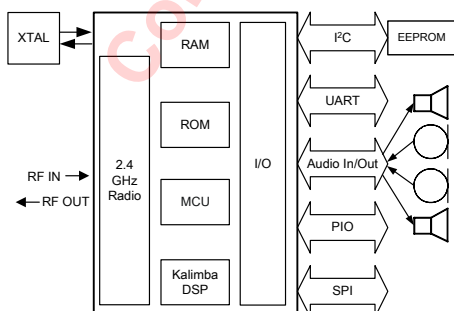 XTAL
RAM
I²C
EEPROM
UART
ROM
2.4
GHz
Radio
I/O
Audio In/Out
RF IN
RF OUT
MCU
PIO
Kalimba
DSP
SPI
Co